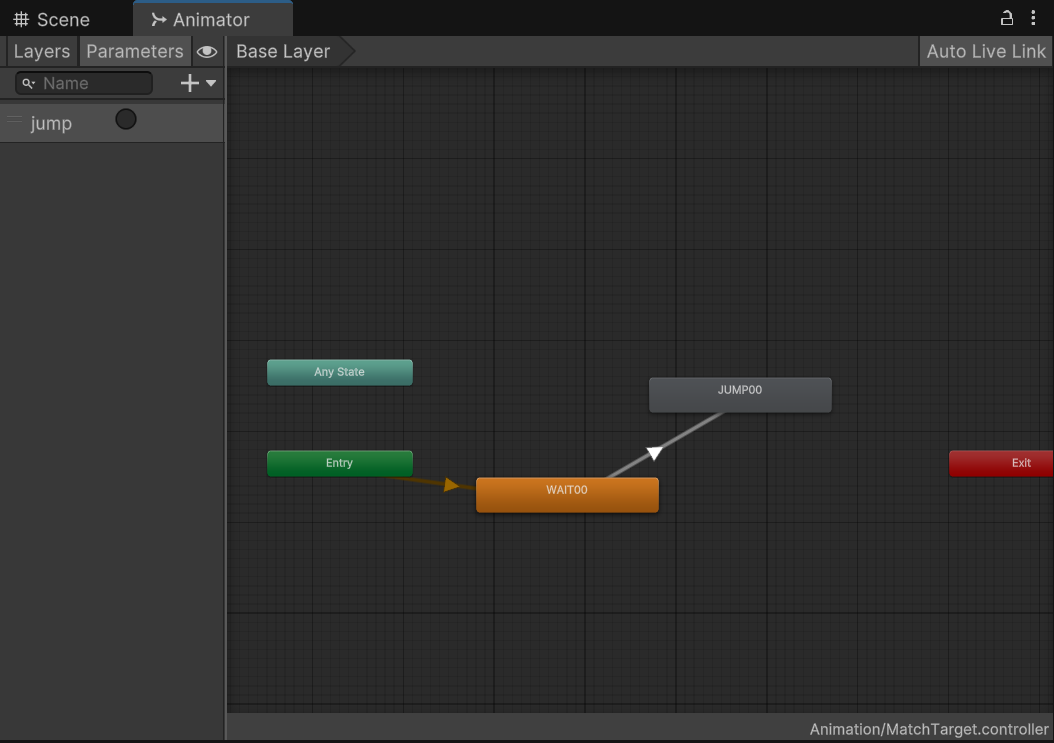 Scene
Animator
Layers
Parameters
Base Layer
Auto Live Link
Name
jump
Any State
JUMP00
Entry
Exit
WAIT00
Animation/MatchTarget.controller